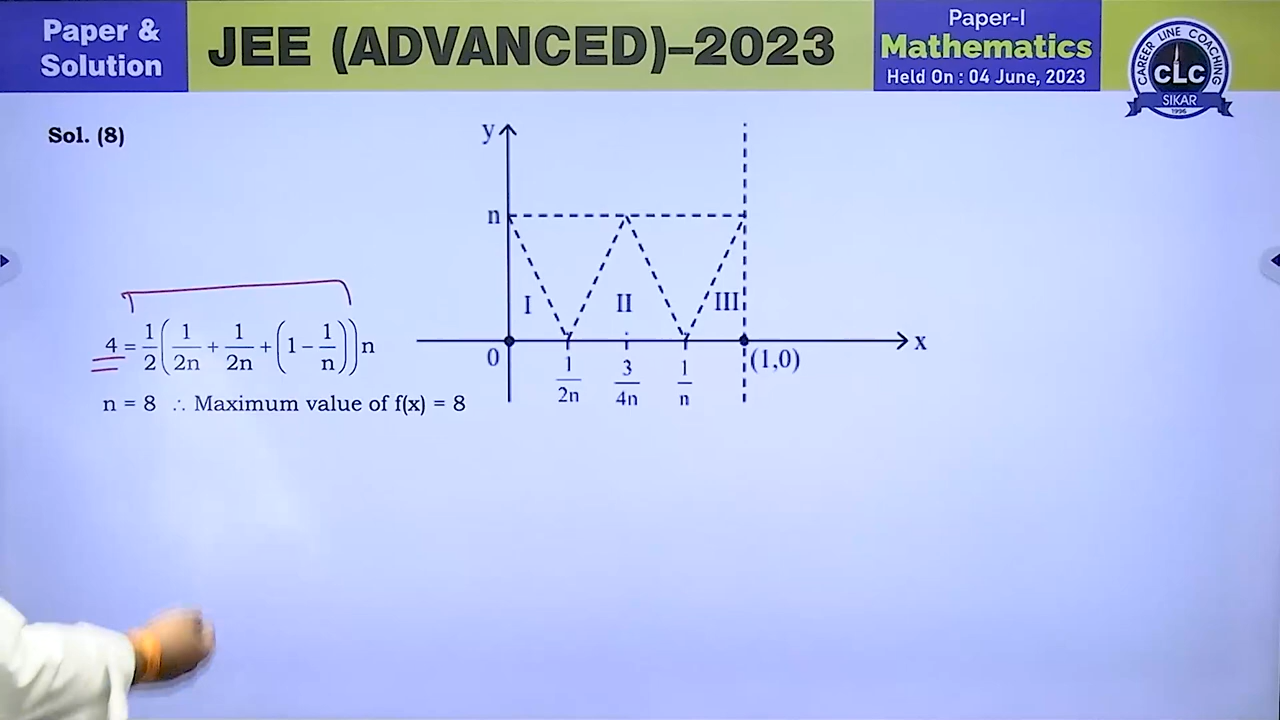 Paper &
Solution
JEE (ADVANCED)–2023
Paper-I
Mathematics
Held On : 04 June, 2023
CAREER LINE COACHING
CLC
SIKAR
1996
Sol. (8)
y
n
I
II
III
0
x
(1,0)
1/2n
3/4n
1/n
4 = 1/2(1/2n + 1/2n + (1 − 1/n))n
n = 8 ∴ Maximum value of f(x) = 8